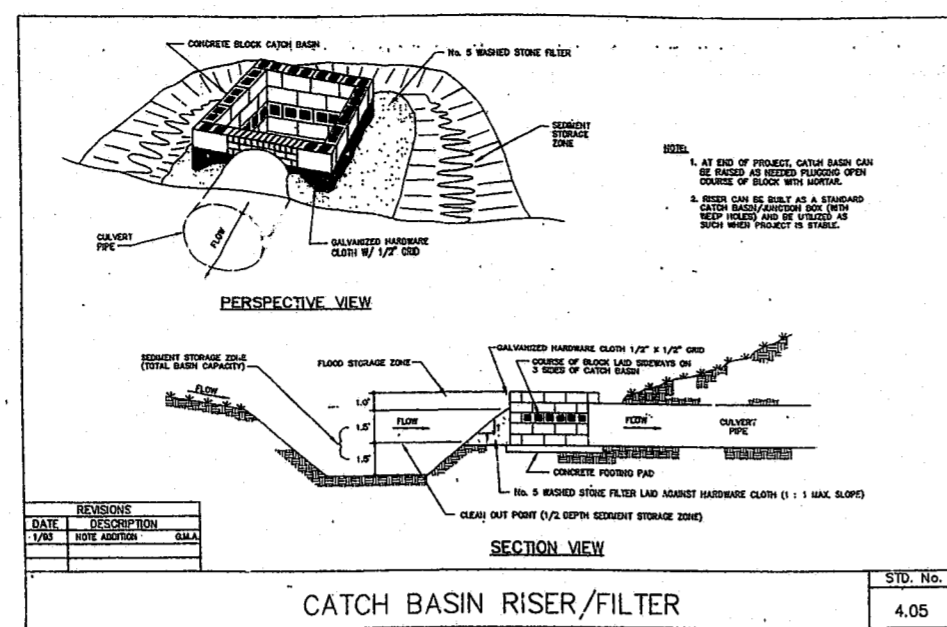 CONCRETE BLOCK CATCH BASIN
No. 5 WASHED STONE FILTER
SEDIMENT
STORAGE
ZONE
CULVERT
PIPE
FLOW
GALVANIZED HARDWARE
CLOTH W/ 1/2" GRID
PERSPECTIVE VIEW
NOTE:
1. AT END OF PROJECT, CATCH BASIN CAN
BE RAISED AS NEEDED PLUGGING OPEN
COURSE OF BLOCK WITH MORTAR.
2. RISER CAN BE BUILT AS A STANDARD
CATCH BASIN/JUNCTION BOX (WITH
WEEP HOLES) AND BE UTILIZED AS
SUCH WHEN PROJECT IS STABLE.
SEDIMENT STORAGE ZONE
(TOTAL BASIN CAPACITY)
FLOOD STORAGE ZONE
GALVANIZED HARDWARE CLOTH 1/2" X 1/2" GRID
COURSE OF BLOCK LAID SIDEWAYS ON
3 SIDES OF CATCH BASIN
FLOW
1.0'
1.5'
1.5'
FLOW
FLOW
CULVERT
PIPE
CONCRETE FOOTING PAD
No. 5 WASHED STONE FILTER LAID AGAINST HARDWARE CLOTH (1 : 1 MAX. SLOPE)
CLEAN OUT POINT (1/2 DEPTH SEDIMENT STORAGE ZONE)
SECTION VIEW
REVISIONS
DATE DESCRIPTION
1/93 NOTE ADDITION G.M.A.
CATCH BASIN RISER/FILTER
STD. No.
4.05